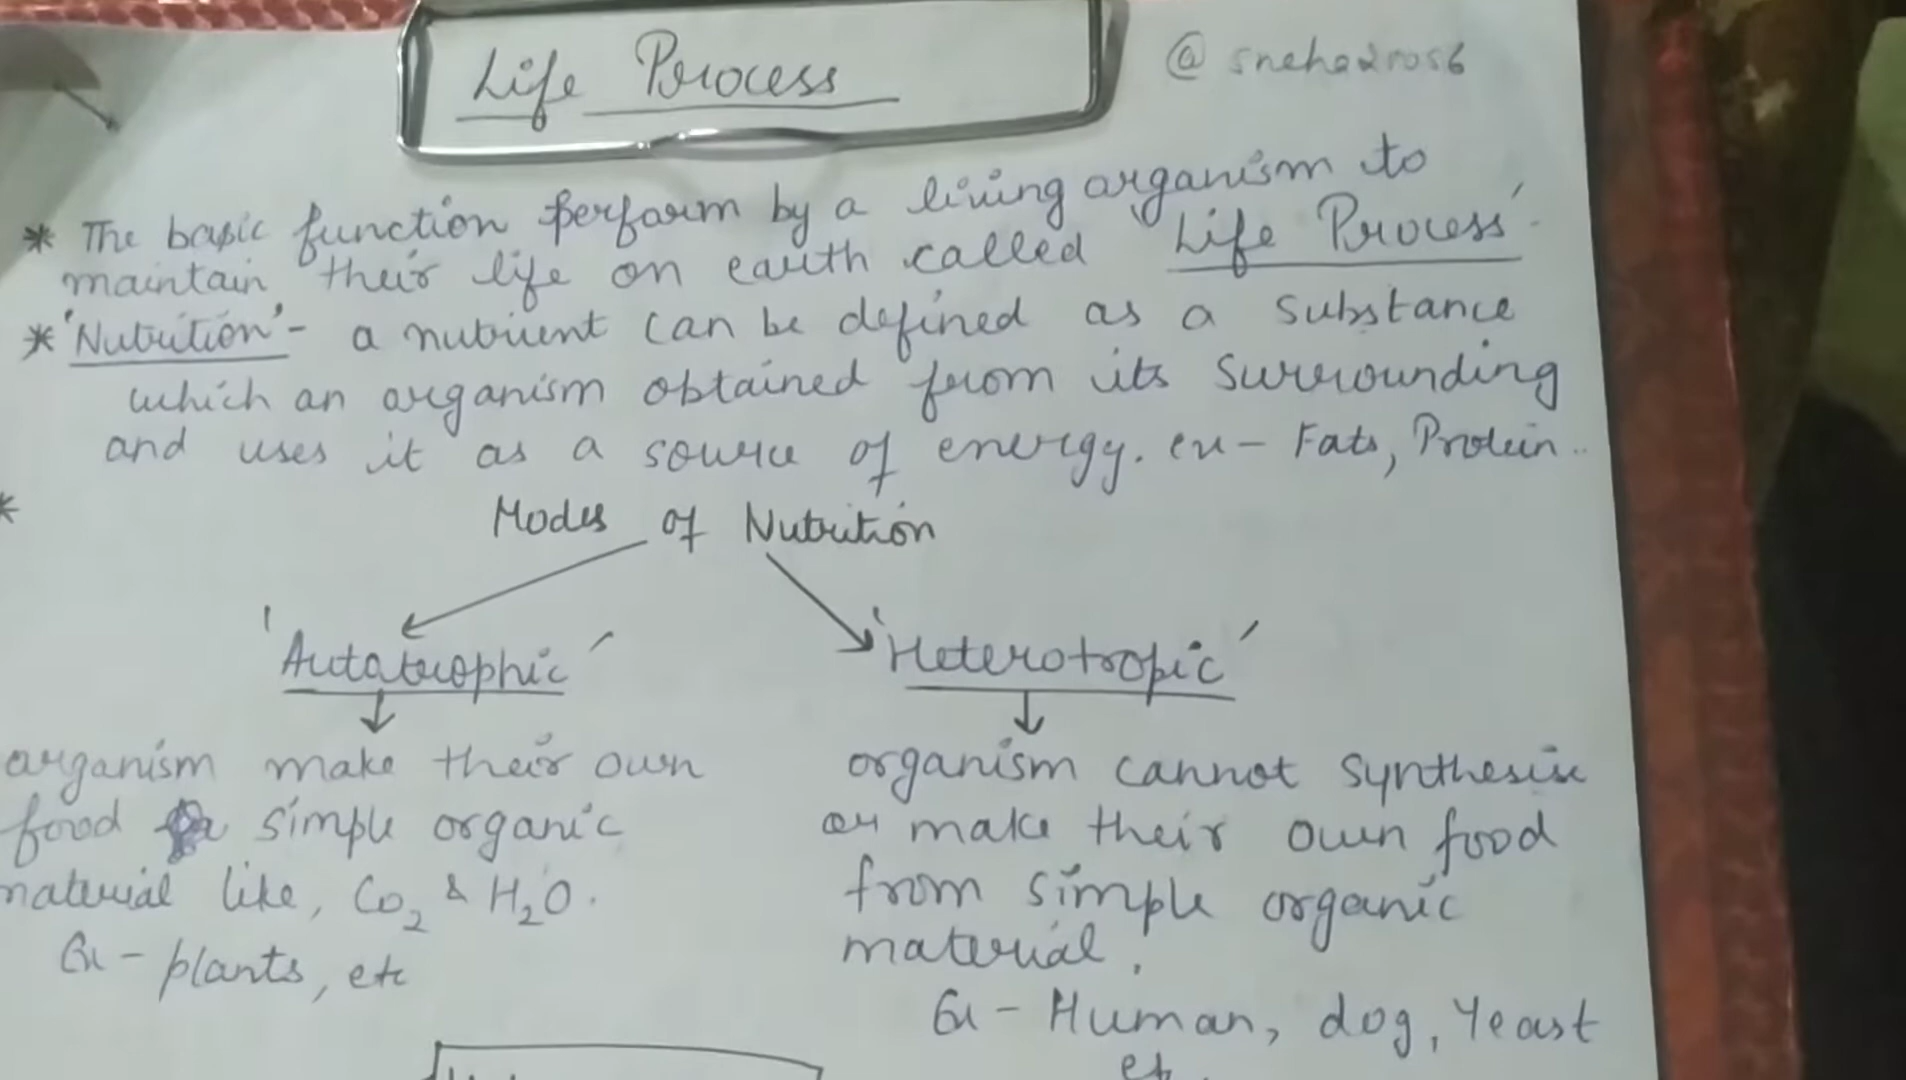 Life Process
@ sneha2ros6
* The basic function perform by a living organism to
maintain their life on earth called 'Life Process'.
* 'Nutrition' - a nutrient can be defined as a substance
which an organism obtained from its surrounding
and uses it as a source of energy. ex - Fats, Protein..
*
Modes of Nutrition
'Autotrophic'
'Heterotropic'
↓
↓
organism make their own
food simple organic
material like, Co₂ & H₂O.
Ex - plants, etc
organism cannot synthesise
or make their own food
from simple organic
material.
Ex - Human, dog, Yeast
etc.